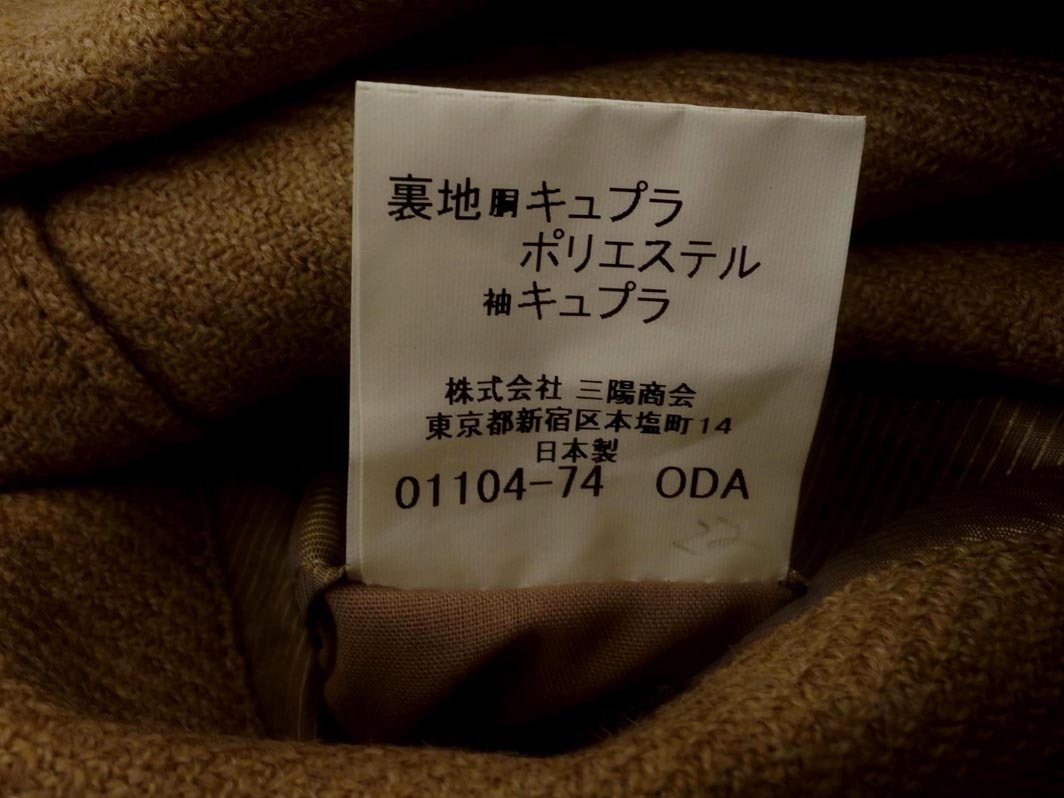 裏地胴キュプラ
ポリエステル
袖キュプラ
株式会社 三陽商会
東京都新宿区本塩町14
日本製
01104-74 ODA
22